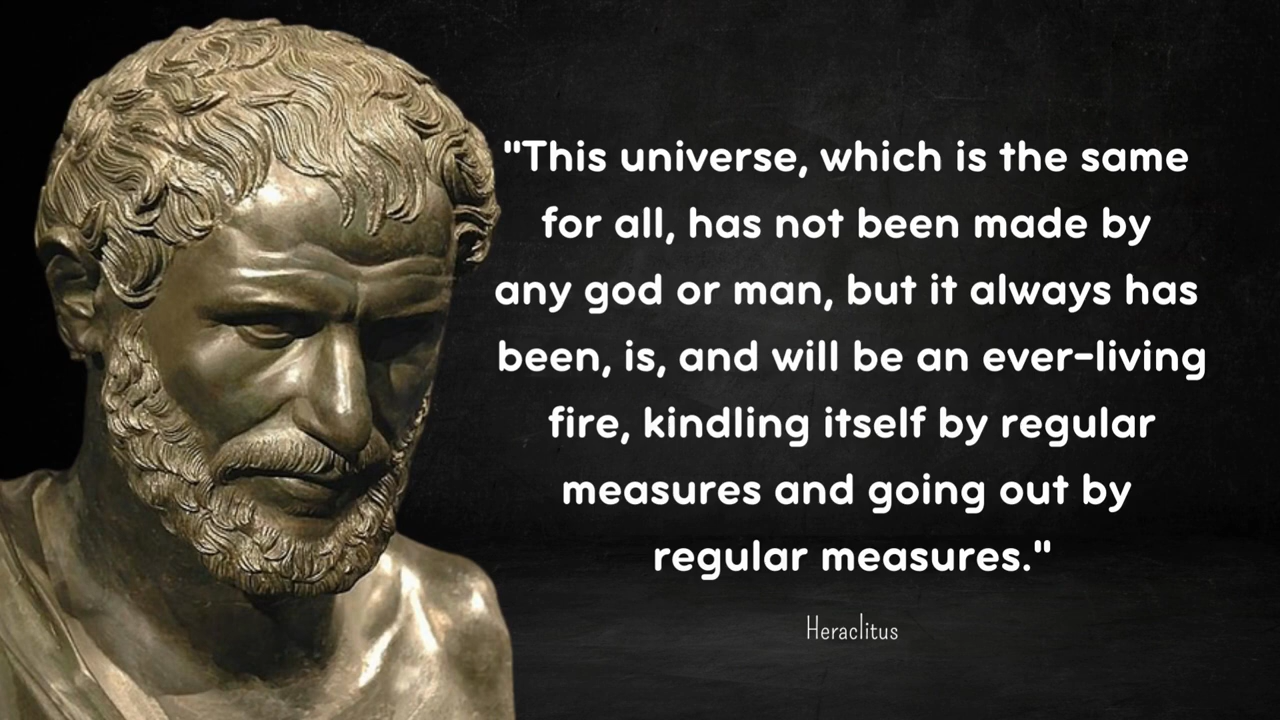 "This universe, which is the same
for all, has not been made by
any god or man, but it always has
been, is, and will be an ever-living
fire, kindling itself by regular
measures and going out by
regular measures."
Heraclitus